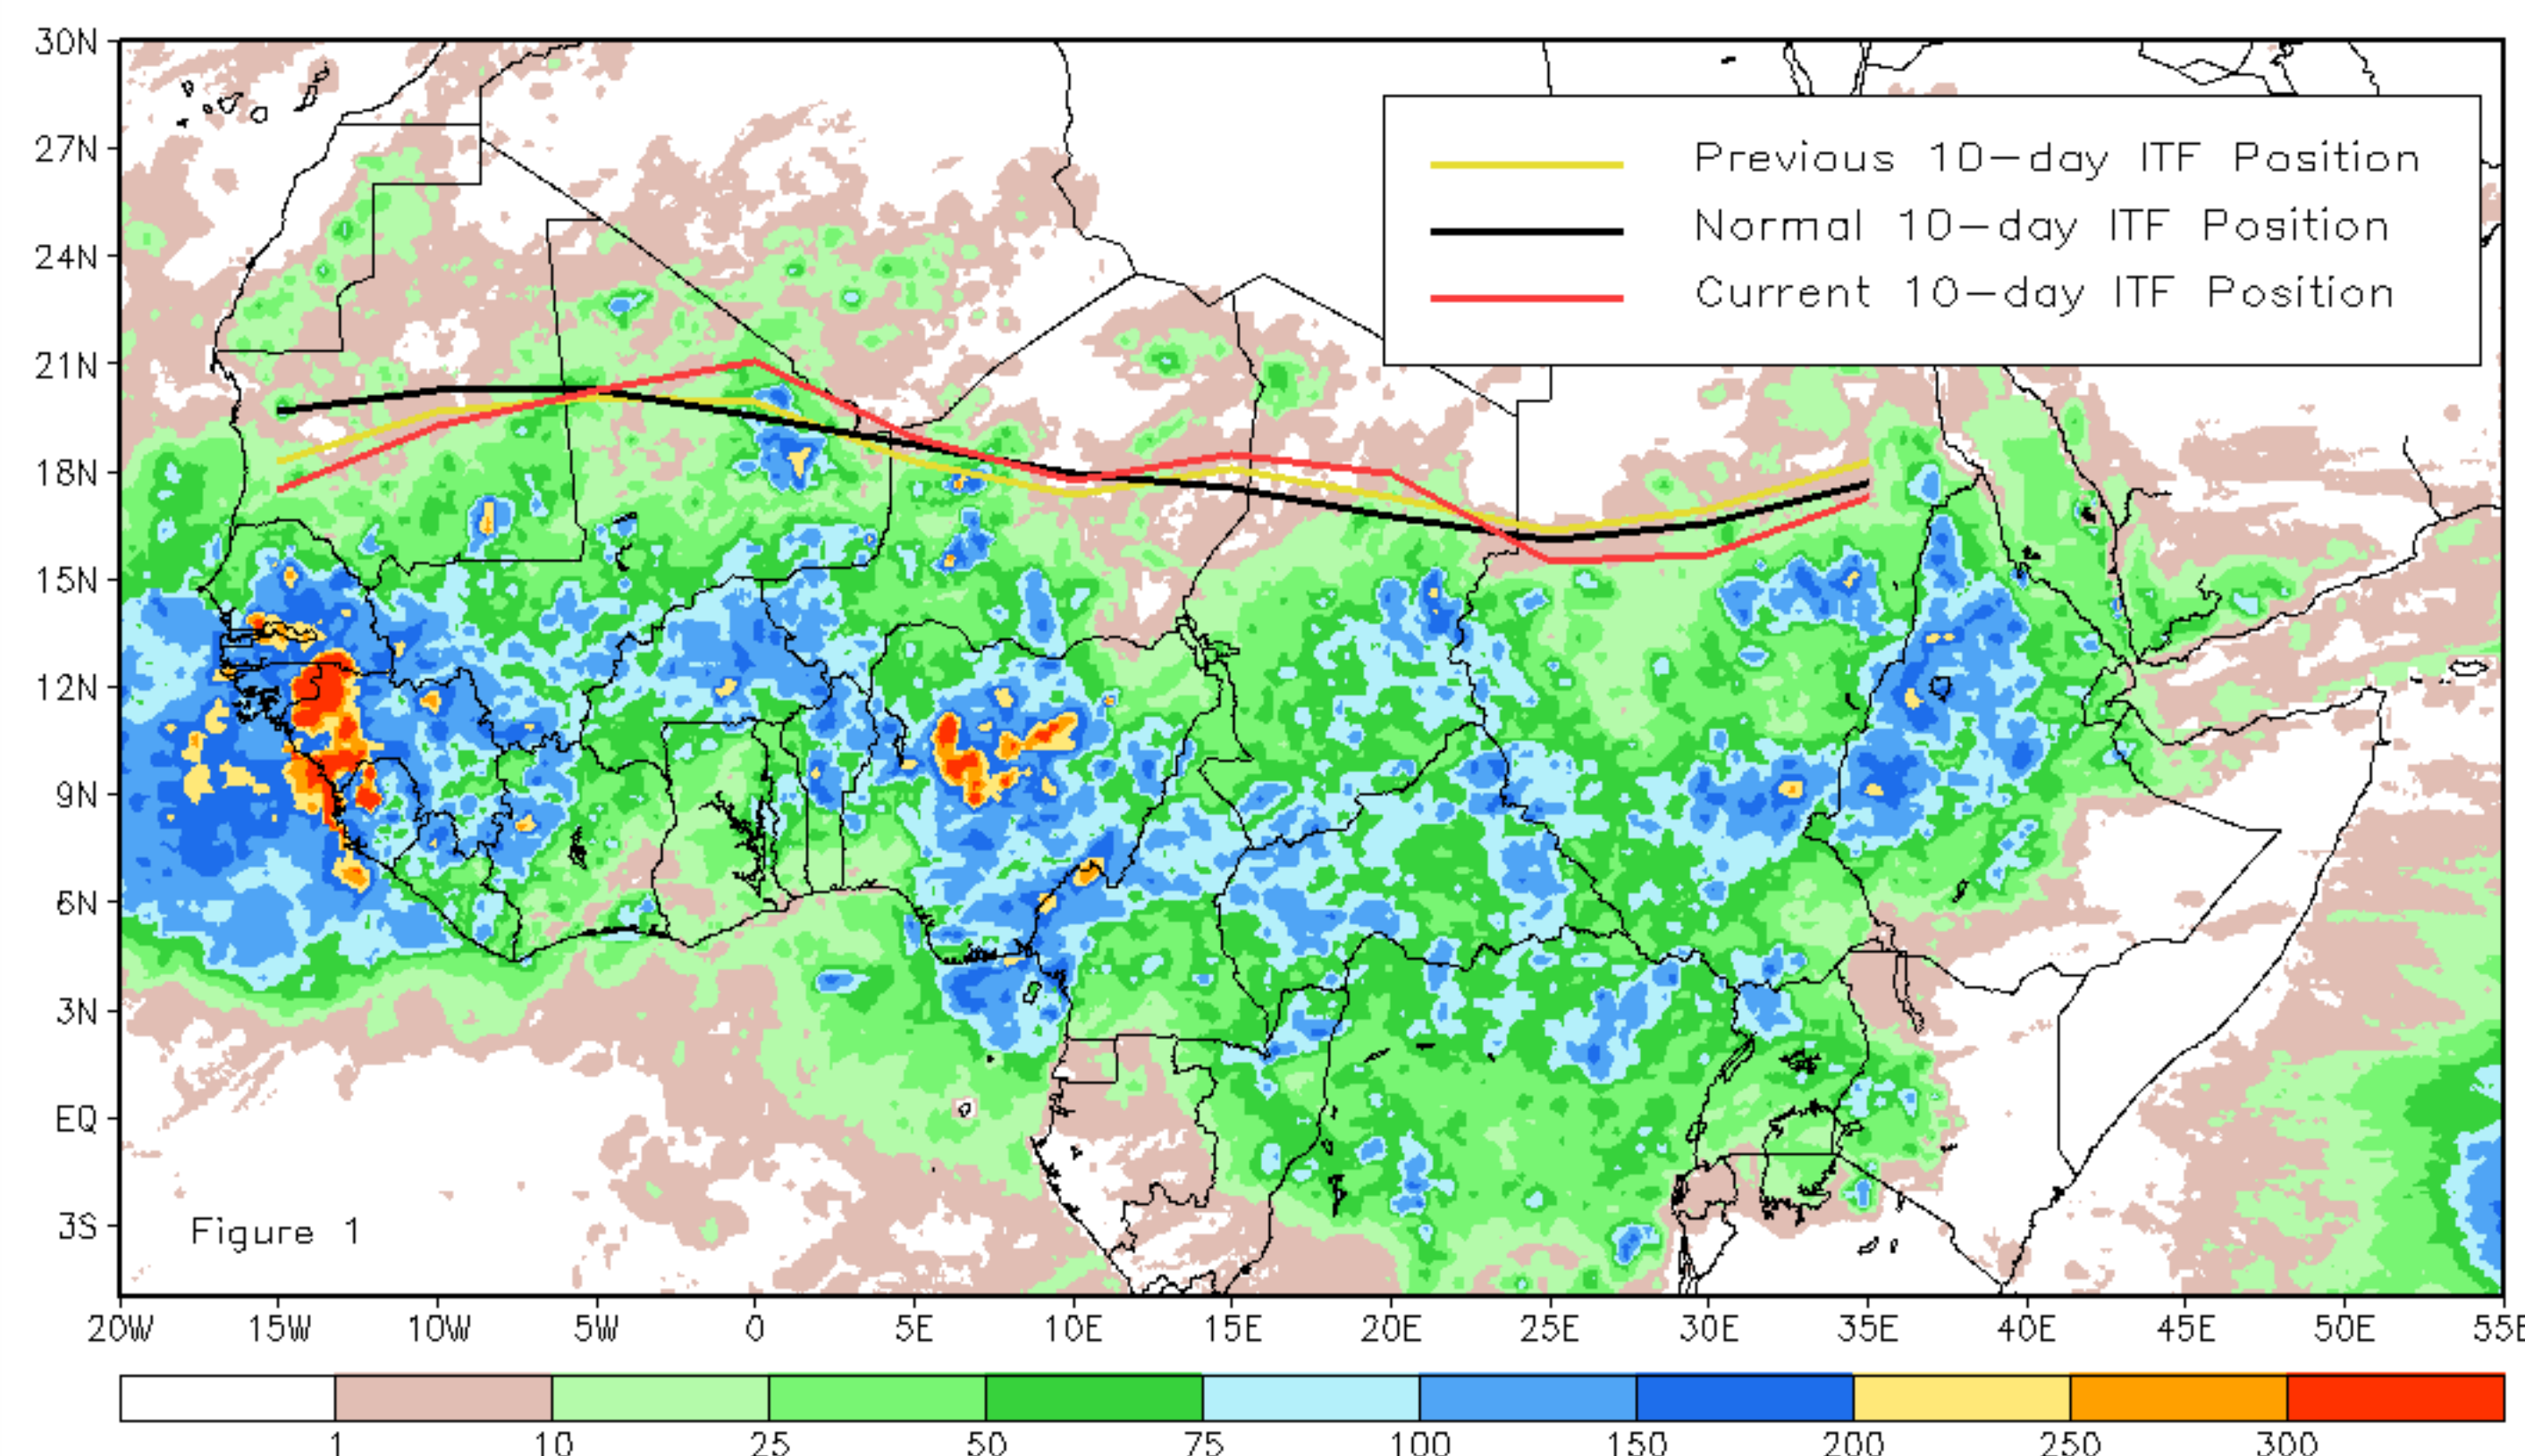 30N
27N
24N
21N
18N
15N
12N
9N
6N
3N
EQ
3S
Previous 10-day ITF Position
Normal 10-day ITF Position
Current 10-day ITF Position
Figure 1
20W 15W 10W 5W 0 5E 10E 15E 20E 25E 30E 35E 40E 45E 50E 55E
1 10 25 50 75 100 150 200 250 300